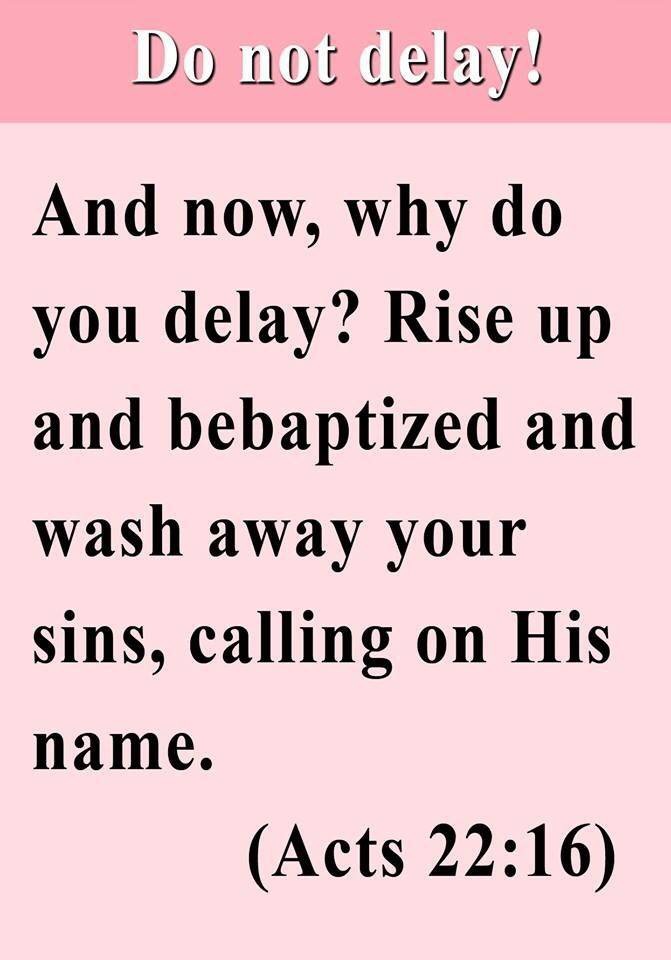 Do not delay!
And now, why do
you delay? Rise up
and bebaptized and
wash away your
sins, calling on His
name.
(Acts 22:16)